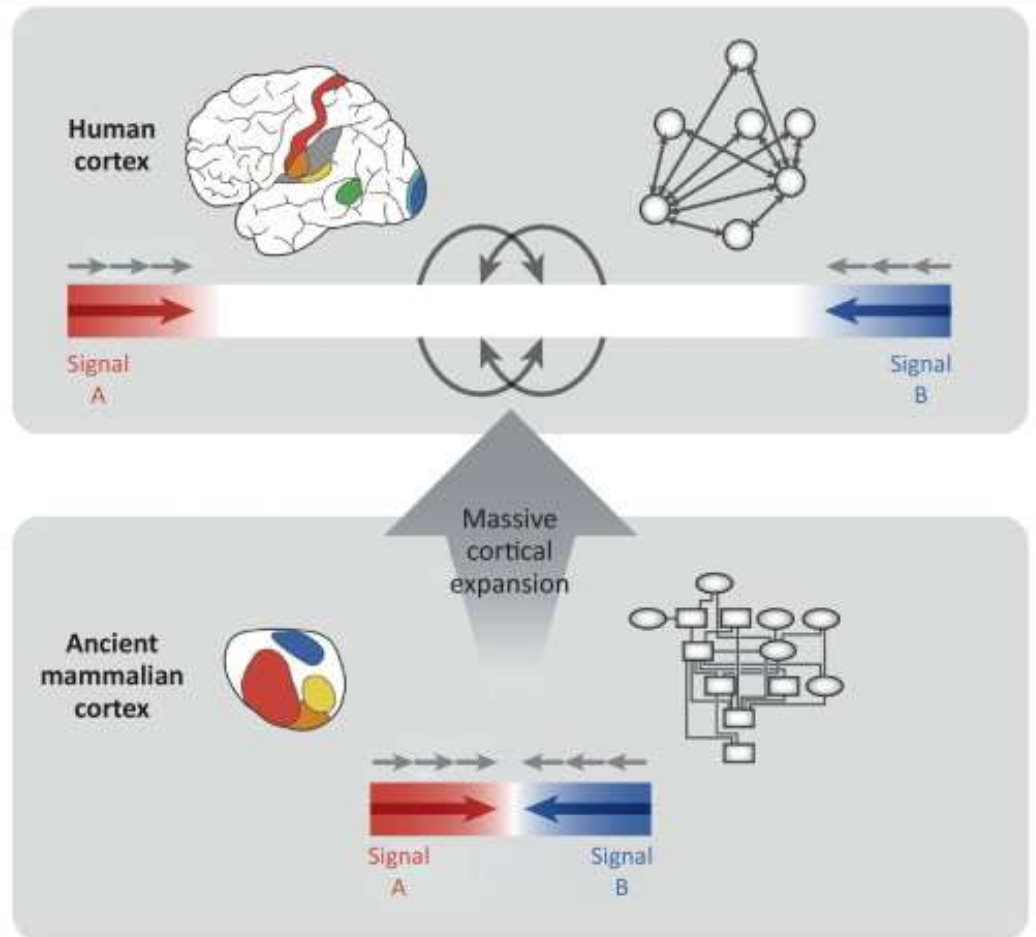 Human
cortex
Signal
A
Signal
B
Massive
cortical
expansion
Ancient
mammalian
cortex
Signal
A
Signal
B